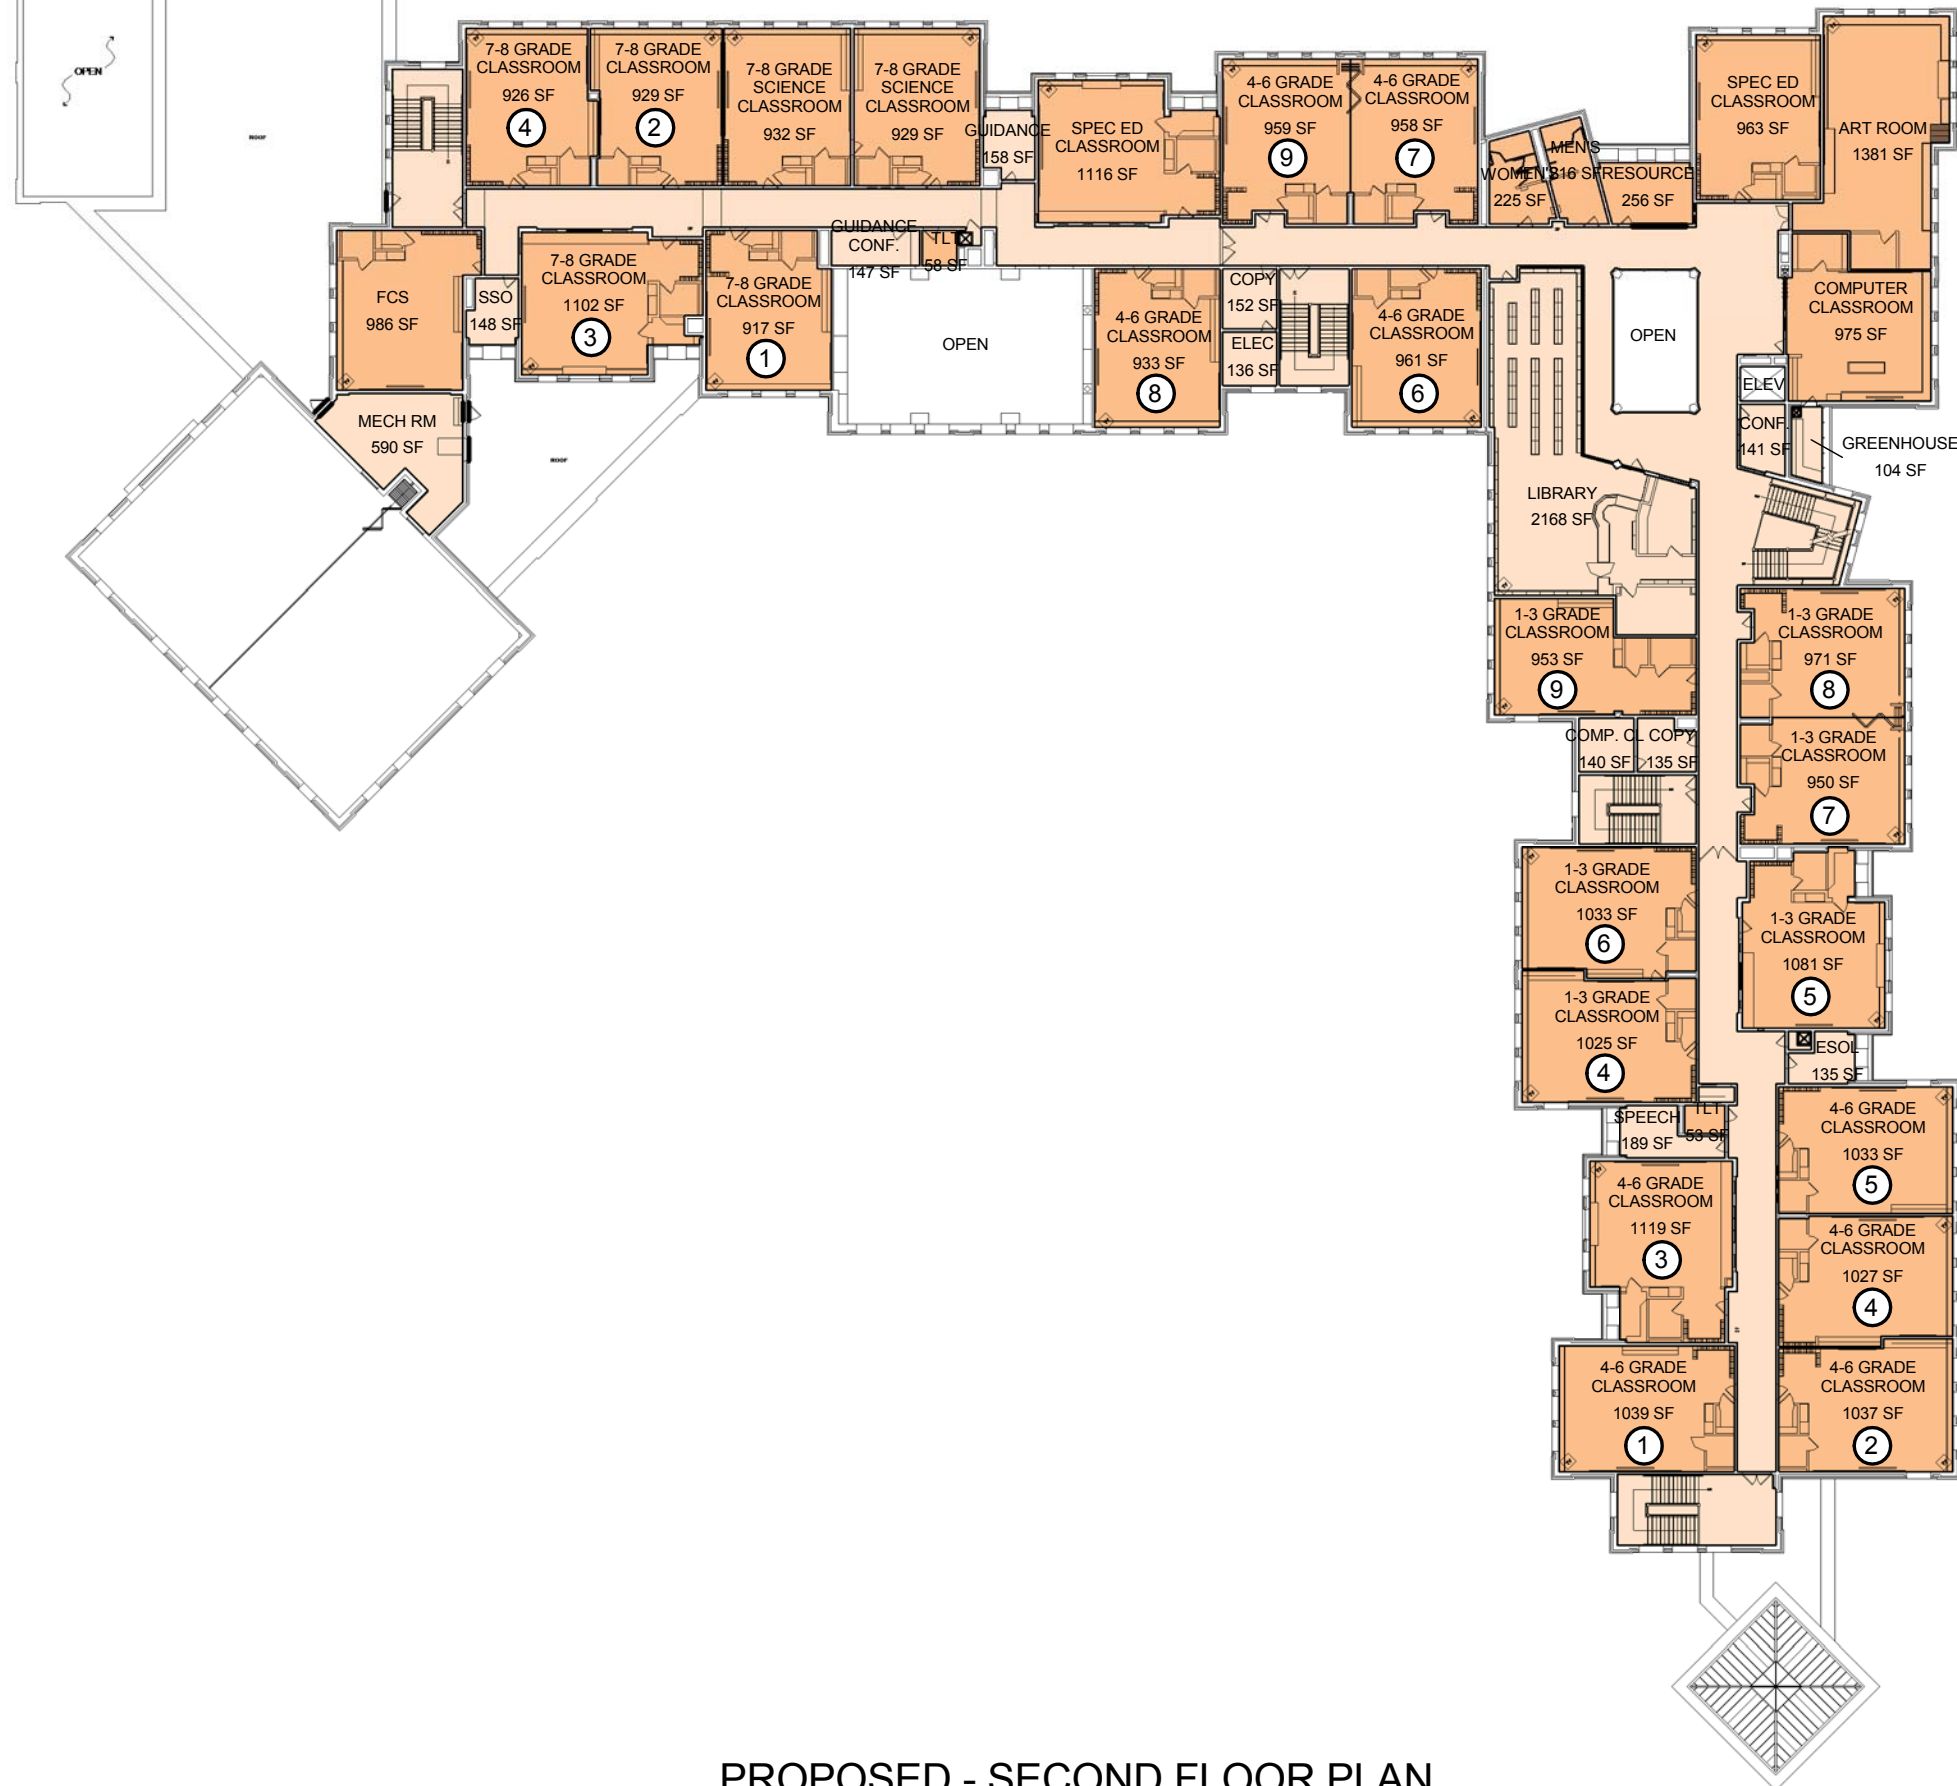 OPEN
ROOF
7-8 GRADE
CLASSROOM
926 SF
4
7-8 GRADE
CLASSROOM
929 SF
2
7-8 GRADE
SCIENCE
CLASSROOM
932 SF
7-8 GRADE
SCIENCE
CLASSROOM
929 SF
GUIDANCE
158 SF
SPEC ED
CLASSROOM
1116 SF
4-6 GRADE
CLASSROOM
959 SF
9
4-6 GRADE
CLASSROOM
958 SF
7
WOMEN'S
225 SF
MEN'S
216 SF
RESOURCE
256 SF
SPEC ED
CLASSROOM
963 SF
ART ROOM
1381 SF
FCS
986 SF
SSO
148 SF
7-8 GRADE
CLASSROOM
1102 SF
3
7-8 GRADE
CLASSROOM
917 SF
1
GUIDANCE
CONF.
147 SF
TLT
58 SF
OPEN
4-6 GRADE
CLASSROOM
933 SF
8
COPY
152 SF
ELEC
136 SF
4-6 GRADE
CLASSROOM
961 SF
6
OPEN
COMPUTER
CLASSROOM
975 SF
ELEV
CONF.
141 SF
GREENHOUSE
104 SF
MECH RM
590 SF
ROOF
LIBRARY
2168 SF
1-3 GRADE
CLASSROOM
953 SF
9
1-3 GRADE
CLASSROOM
971 SF
8
COMP. CL
140 SF
COPY
135 SF
1-3 GRADE
CLASSROOM
950 SF
7
1-3 GRADE
CLASSROOM
1033 SF
6
1-3 GRADE
CLASSROOM
1081 SF
5
1-3 GRADE
CLASSROOM
1025 SF
4
ESOL
135 SF
SPEECH
189 SF
TLT
53 SF
4-6 GRADE
CLASSROOM
1033 SF
5
4-6 GRADE
CLASSROOM
1119 SF
3
4-6 GRADE
CLASSROOM
1027 SF
4
4-6 GRADE
CLASSROOM
1039 SF
1
4-6 GRADE
CLASSROOM
1037 SF
2
PROPOSED - SECOND FLOOR PLAN